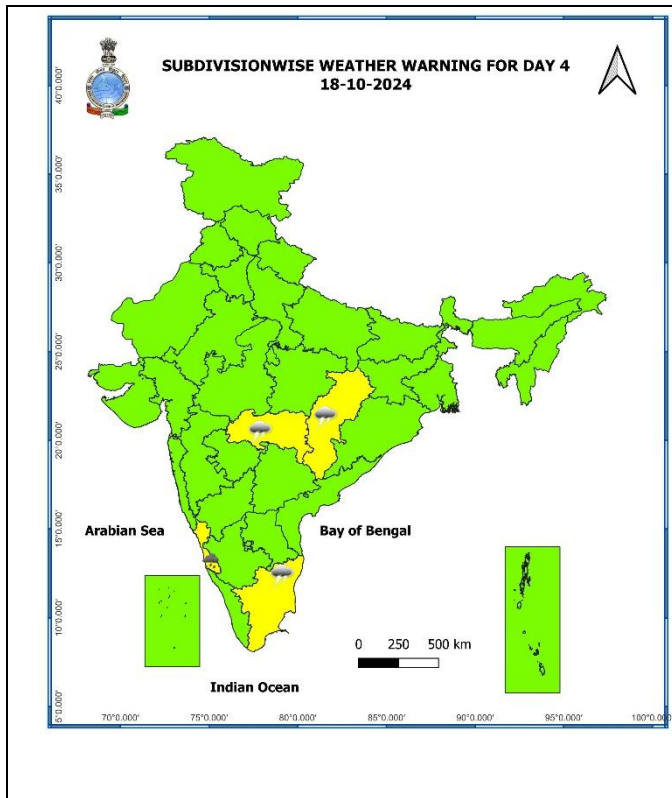 SUBDIVISIONWISE WEATHER WARNING FOR DAY 4
18-10-2024
40°0.000'
35°0.000'
30°0.000'
25°0.000'
20°0.000'
15°0.000'
10°0.000'
5°0.000'
Arabian Sea
Bay of Bengal
0 250 500 km
Indian Ocean
70°0.000' 75°0.000' 80°0.000' 85°0.000' 90°0.000' 95°0.000' 100°0.000'